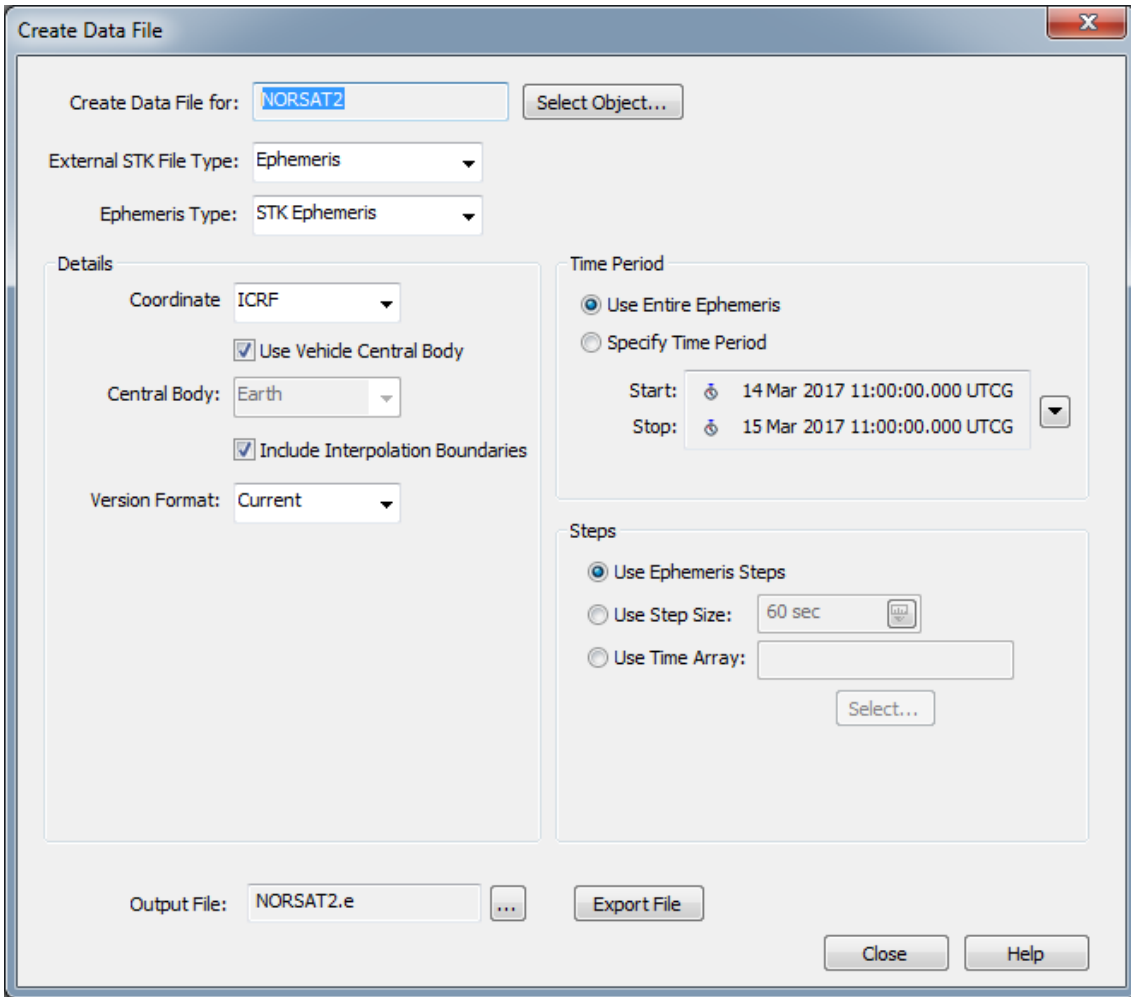 Create Data File
Create Data File for: NORSAT2 Select Object...
External STK File Type: Ephemeris
Ephemeris Type: STK Ephemeris
Details
Coordinate ICRF
Use Vehicle Central Body
Central Body: Earth
Include Interpolation Boundaries
Version Format: Current
Time Period
Use Entire Ephemeris
Specify Time Period
Start: 14 Mar 2017 11:00:00.000 UTCG
Stop: 15 Mar 2017 11:00:00.000 UTCG
Steps
Use Ephemeris Steps
Use Step Size: 60 sec
Use Time Array:
Select...
Output File: NORSAT2.e ... Export File
Close Help